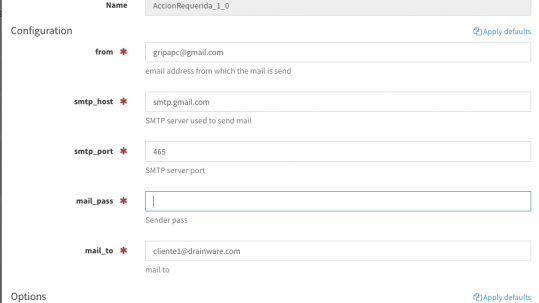 Name AccionRequerida_1_0
Configuration Apply defaults
from * gripapc@gmail.com
email address from which the mail is send
smtp_host * smtp.gmail.com
SMTP server used to send mail
smtp_port * 465
SMTP server port
mail_pass *
Sender pass
mail_to * cliente1@drainware.com
mail to
Options Apply defaults